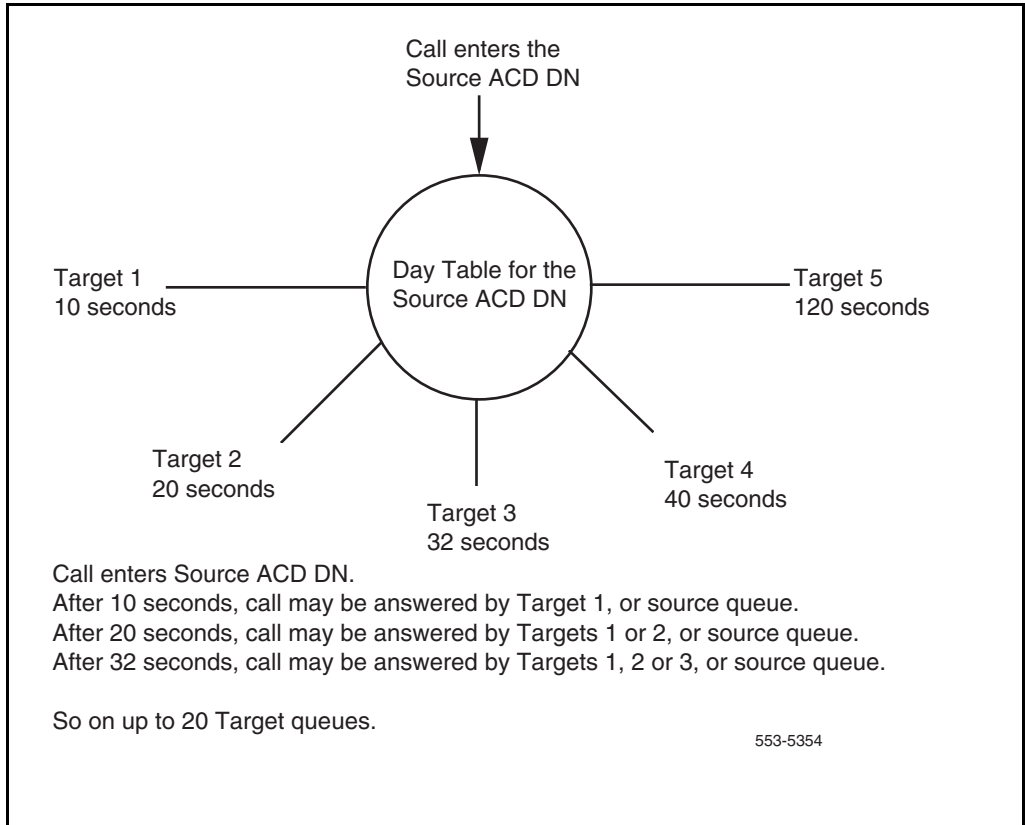 Call enters the
Source ACD DN
Day Table for the
Source ACD DN
Target 1
10 seconds
Target 5
120 seconds
Target 2
20 seconds
Target 4
40 seconds
Target 3
32 seconds
Call enters Source ACD DN.
After 10 seconds, call may be answered by Target 1, or source queue.
After 20 seconds, call may be answered by Targets 1 or 2, or source queue.
After 32 seconds, call may be answered by Targets 1, 2 or 3, or source queue.
So on up to 20 Target queues.
553-5354